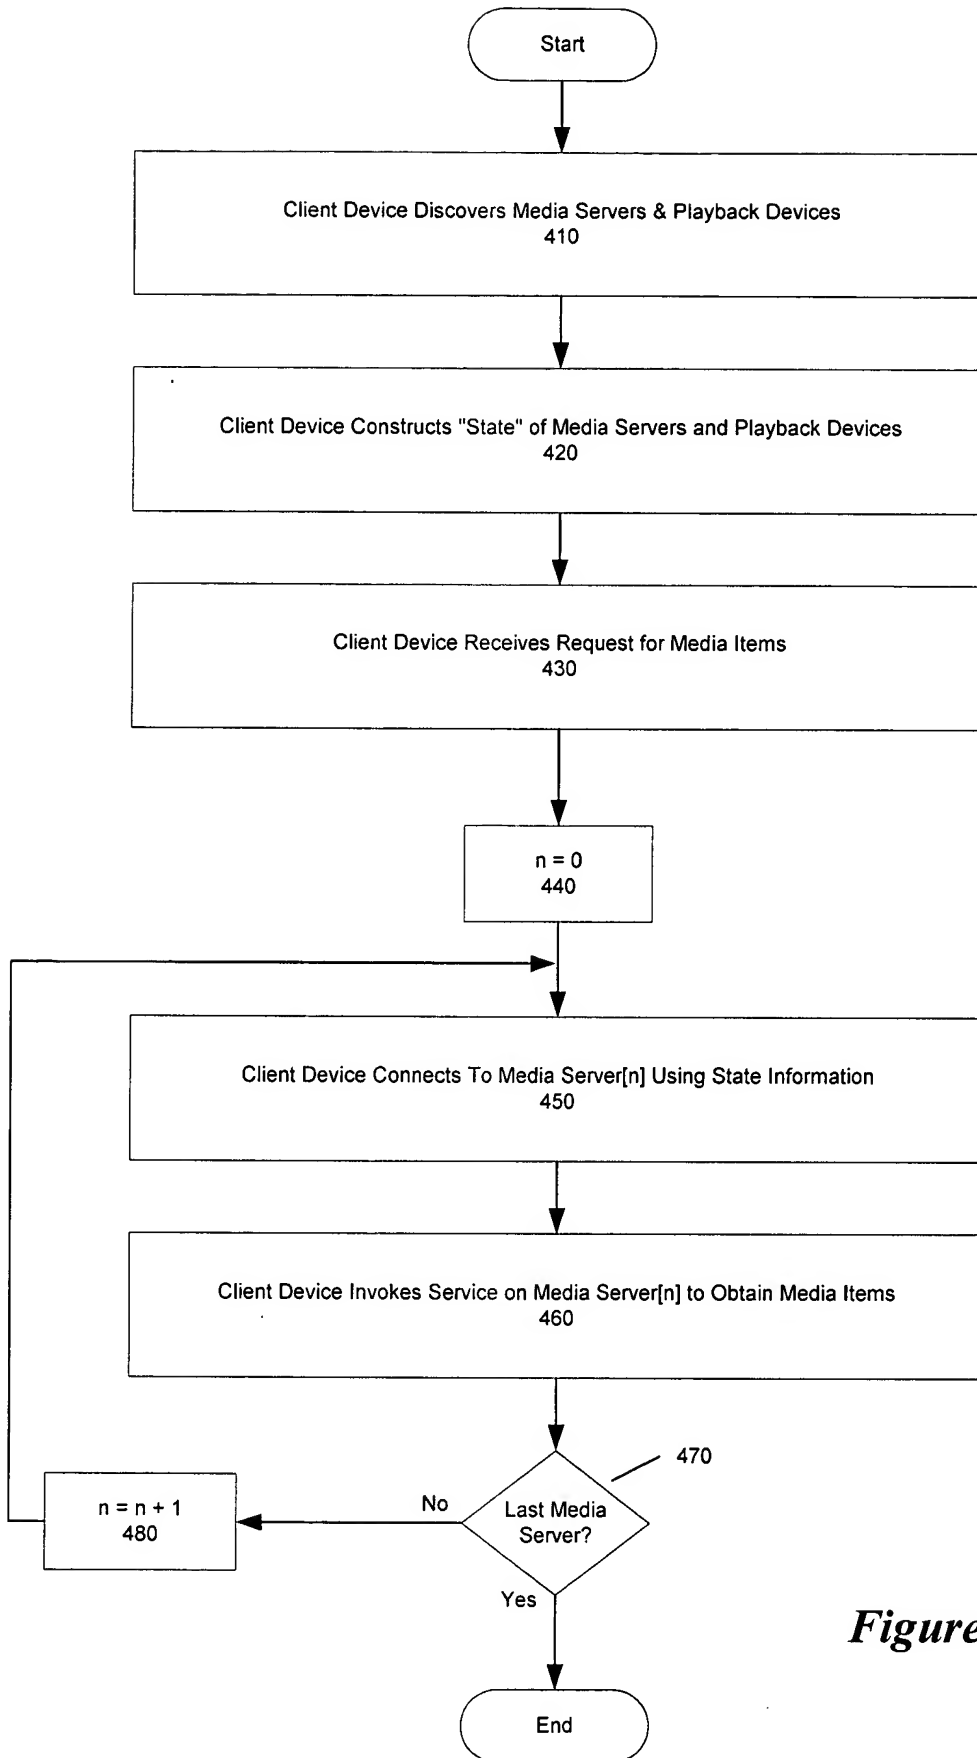 Start
Client Device Discovers Media Servers & Playback Devices
410
Client Device Constructs "State" of Media Servers and Playback Devices
420
Client Device Receives Request for Media Items
430
n = 0
440
Client Device Connects To Media Server[n] Using State Information
450
Client Device Invokes Service on Media Server[n] to Obtain Media Items
460
470
Last Media
Server?
No
n = n + 1
480
Yes
Figure
End